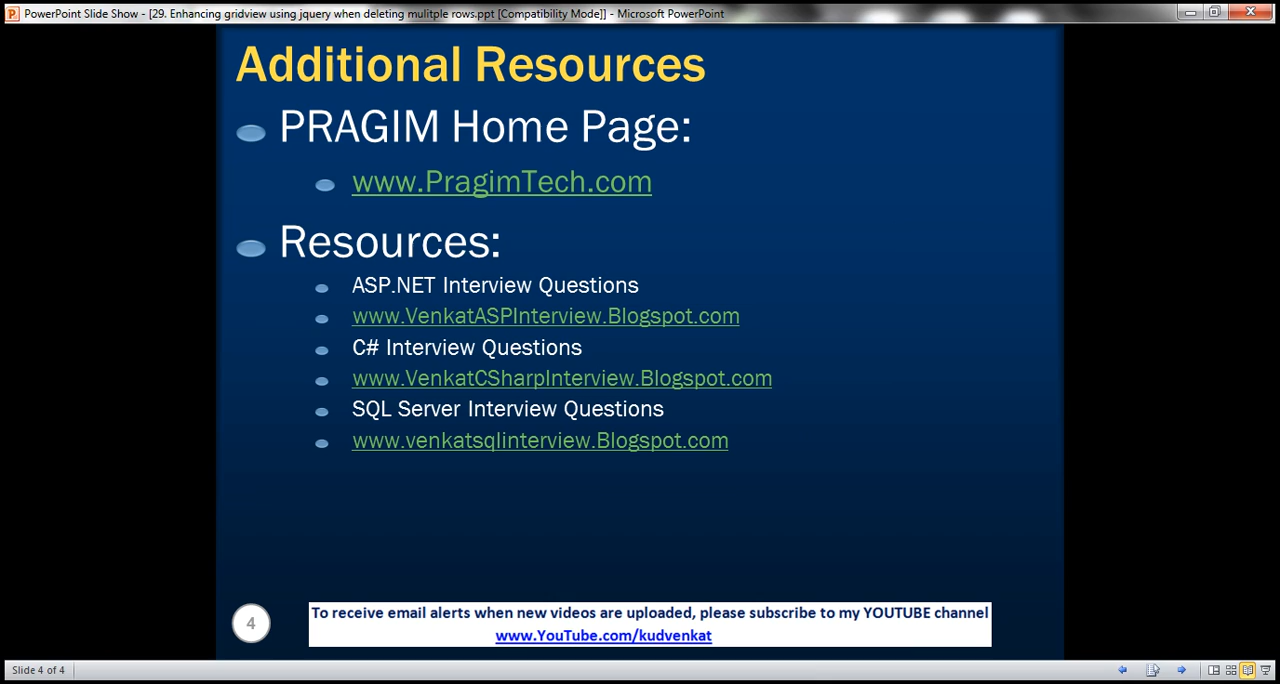 PowerPoint Slide Show - [29. Enhancing gridview using jquery when deleting mulitple rows.ppt [Compatibility Mode]] - Microsoft PowerPoint
Additional Resources
PRAGIM Home Page:
www.PragimTech.com
Resources:
ASP.NET Interview Questions
www.VenkatASPInterview.Blogspot.com
C# Interview Questions
www.VenkatCSharpInterview.Blogspot.com
SQL Server Interview Questions
www.venkatsqlinterview.Blogspot.com
4
To receive email alerts when new videos are uploaded, please subscribe to my YOUTUBE channel
www.YouTube.com/kudvenkat
Slide 4 of 4